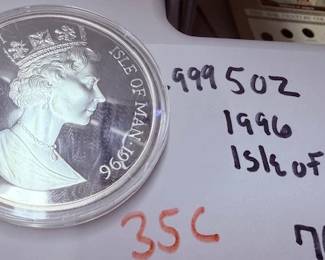 ISLE OF MAN · 1996
.999 5oz
1996
Isle of
35C